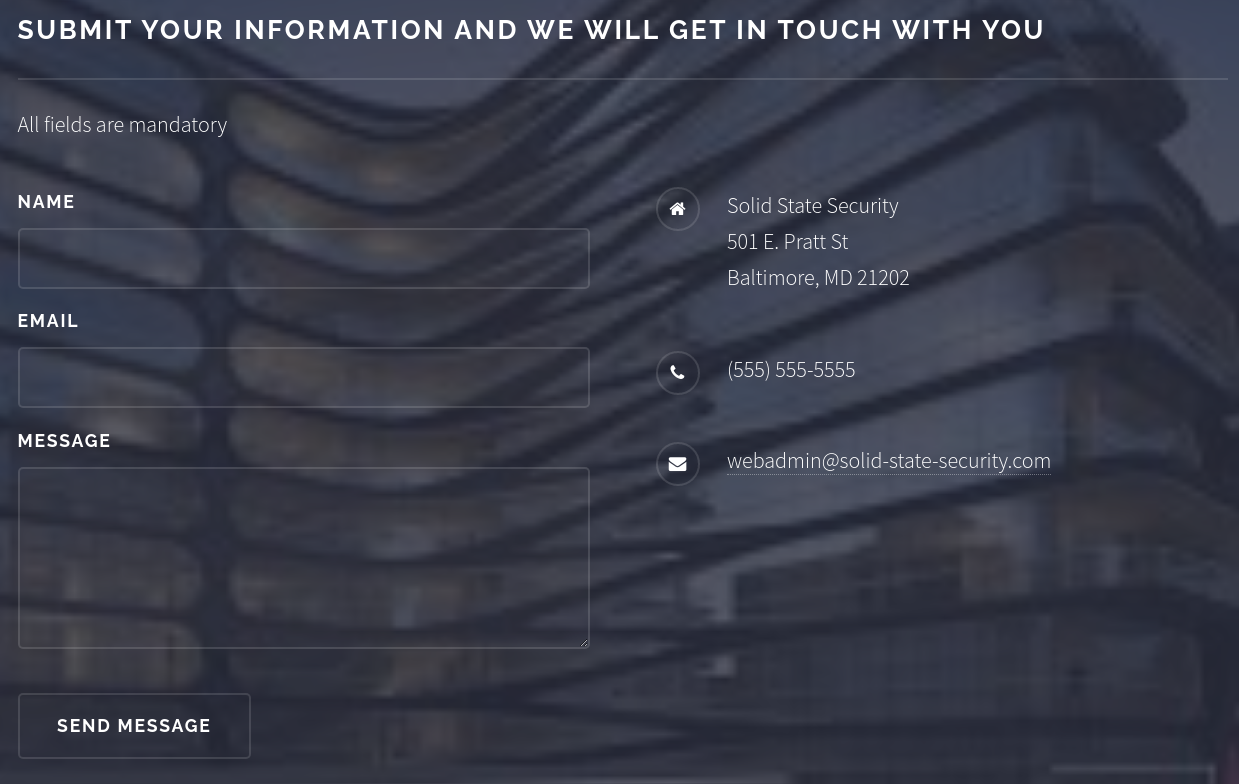 SUBMIT YOUR INFORMATION AND WE WILL GET IN TOUCH WITH YOU
All fields are mandatory
NAME
EMAIL
MESSAGE
SEND MESSAGE
Solid State Security
501 E. Pratt St
Baltimore, MD 21202
(555) 555-5555
webadmin@solid-state-security.com